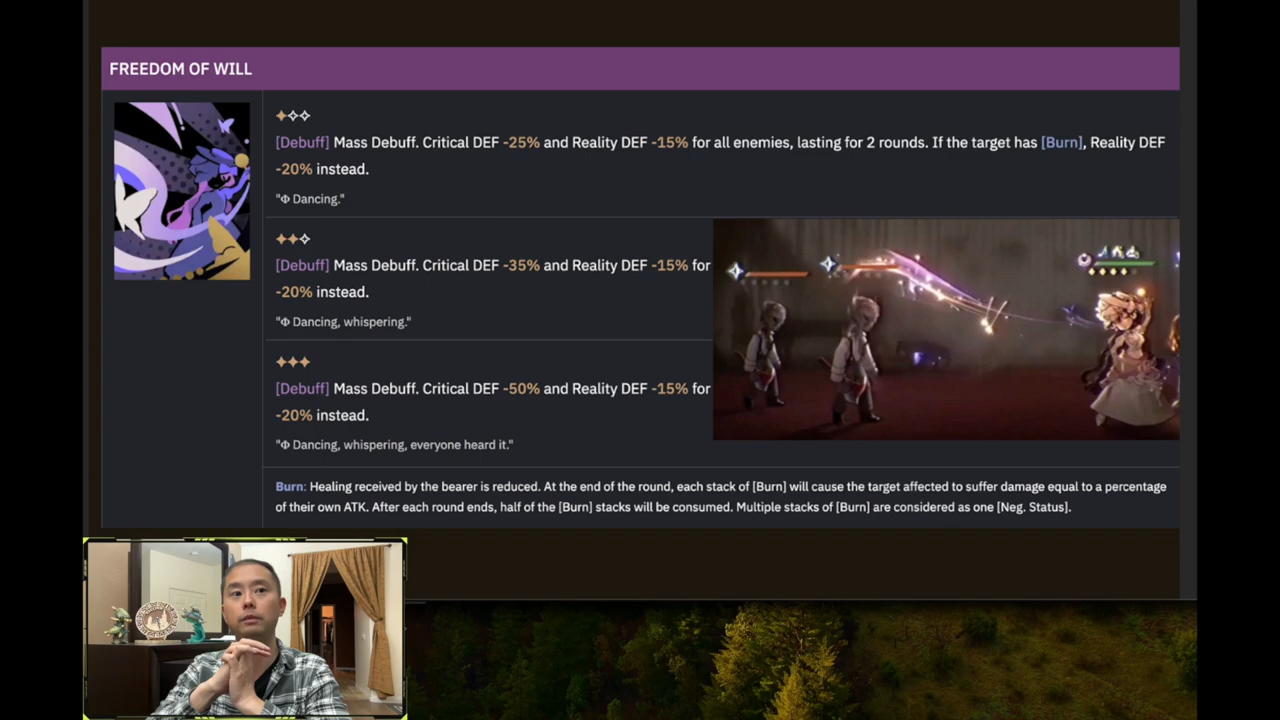 FREEDOM OF WILL
[Debuff] Mass Debuff. Critical DEF -25% and Reality DEF -15% for all enemies, lasting for 2 rounds. If the target has [Burn], Reality DEF
-20% instead.
"Φ Dancing."
[Debuff] Mass Debuff. Critical DEF -35% and Reality DEF -15% for
-20% instead.
"Φ Dancing, whispering."
[Debuff] Mass Debuff. Critical DEF -50% and Reality DEF -15% for
-20% instead.
"Φ Dancing, whispering, everyone heard it."
Burn: Healing received by the bearer is reduced. At the end of the round, each stack of [Burn] will cause the target affected to suffer damage equal to a percentage
of their own ATK. After each round ends, half of the [Burn] stacks will be consumed. Multiple stacks of [Burn] are considered as one [Neg. Status].